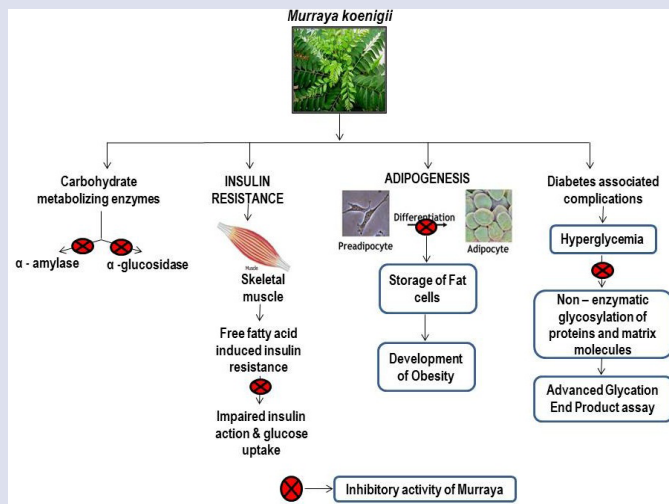 Murraya koenigii
Carbohydrate
metabolizing enzymes
α - amylase
α -glucosidase
INSULIN
RESISTANCE
Muscle
Skeletal
muscle
Free fatty acid
induced insulin
resistance
Impaired insulin
action & glucose
uptake
ADIPOGENESIS
Differentiation
Preadipocyte
Adipocyte
Storage of Fat
cells
Development
of Obesity
Diabetes associated
complications
Hyperglycemia
Non – enzymatic
glycosylation of
proteins and matrix
molecules
Advanced Glycation
End Product assay
Inhibitory activity of Murraya